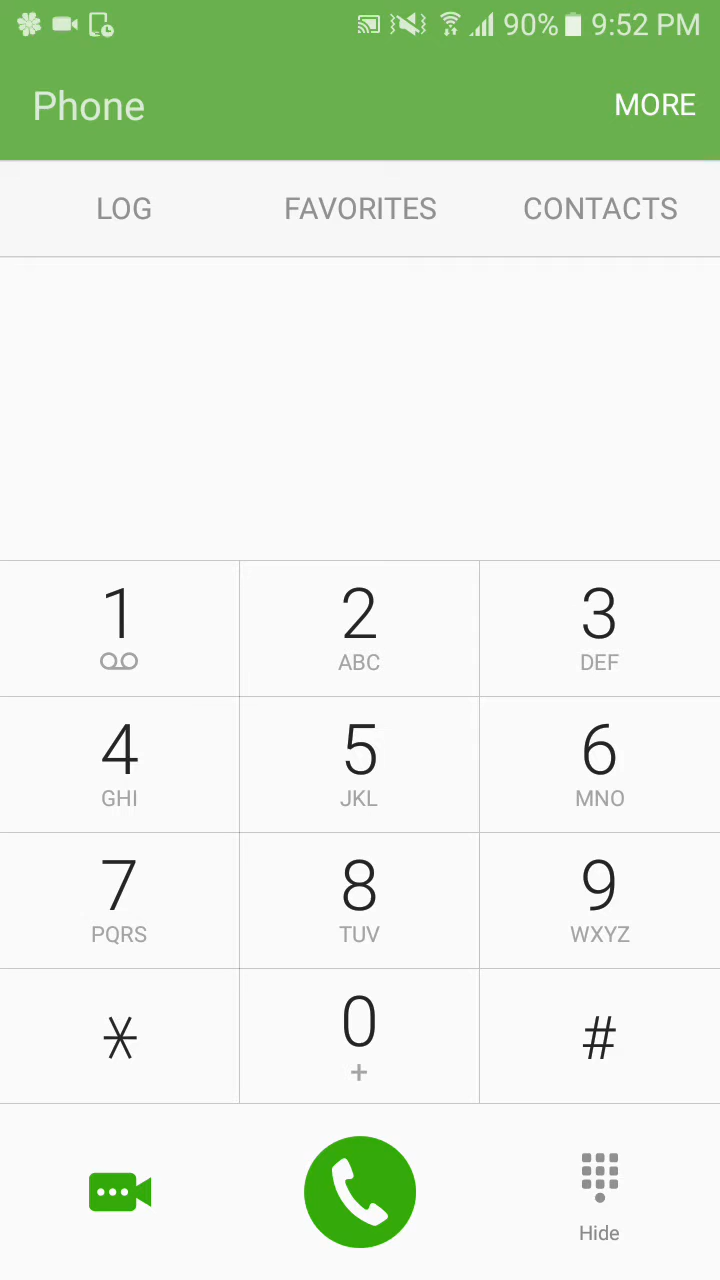 90% 9:52 PM
Phone MORE
LOG FAVORITES CONTACTS
1 2 3
ABC DEF
4 5 6
GHI JKL MNO
7 8 9
PQRS TUV WXYZ
* 0 #
+
Hide